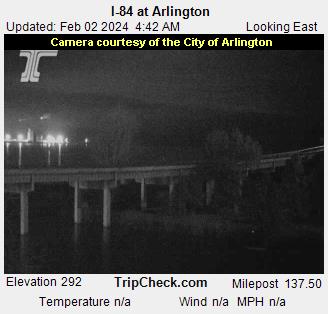 I-84 at Arlington
Updated: Feb 02 2024 4:42 AM Looking East
Camera courtesy of the City of Arlington
Elevation 292 TripCheck.com Milepost 137.50
Temperature n/a Wind n/a MPH n/a